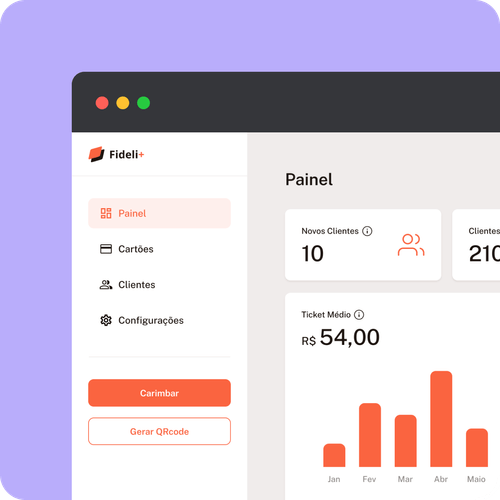 Fideli+
Painel
Cartões
Clientes
Configurações
Carimbar
Gerar QRcode
Painel
Novos Clientes
10
Clientes
210
Ticket Médio
R$ 54,00
Jan Fev Mar Abr Maio